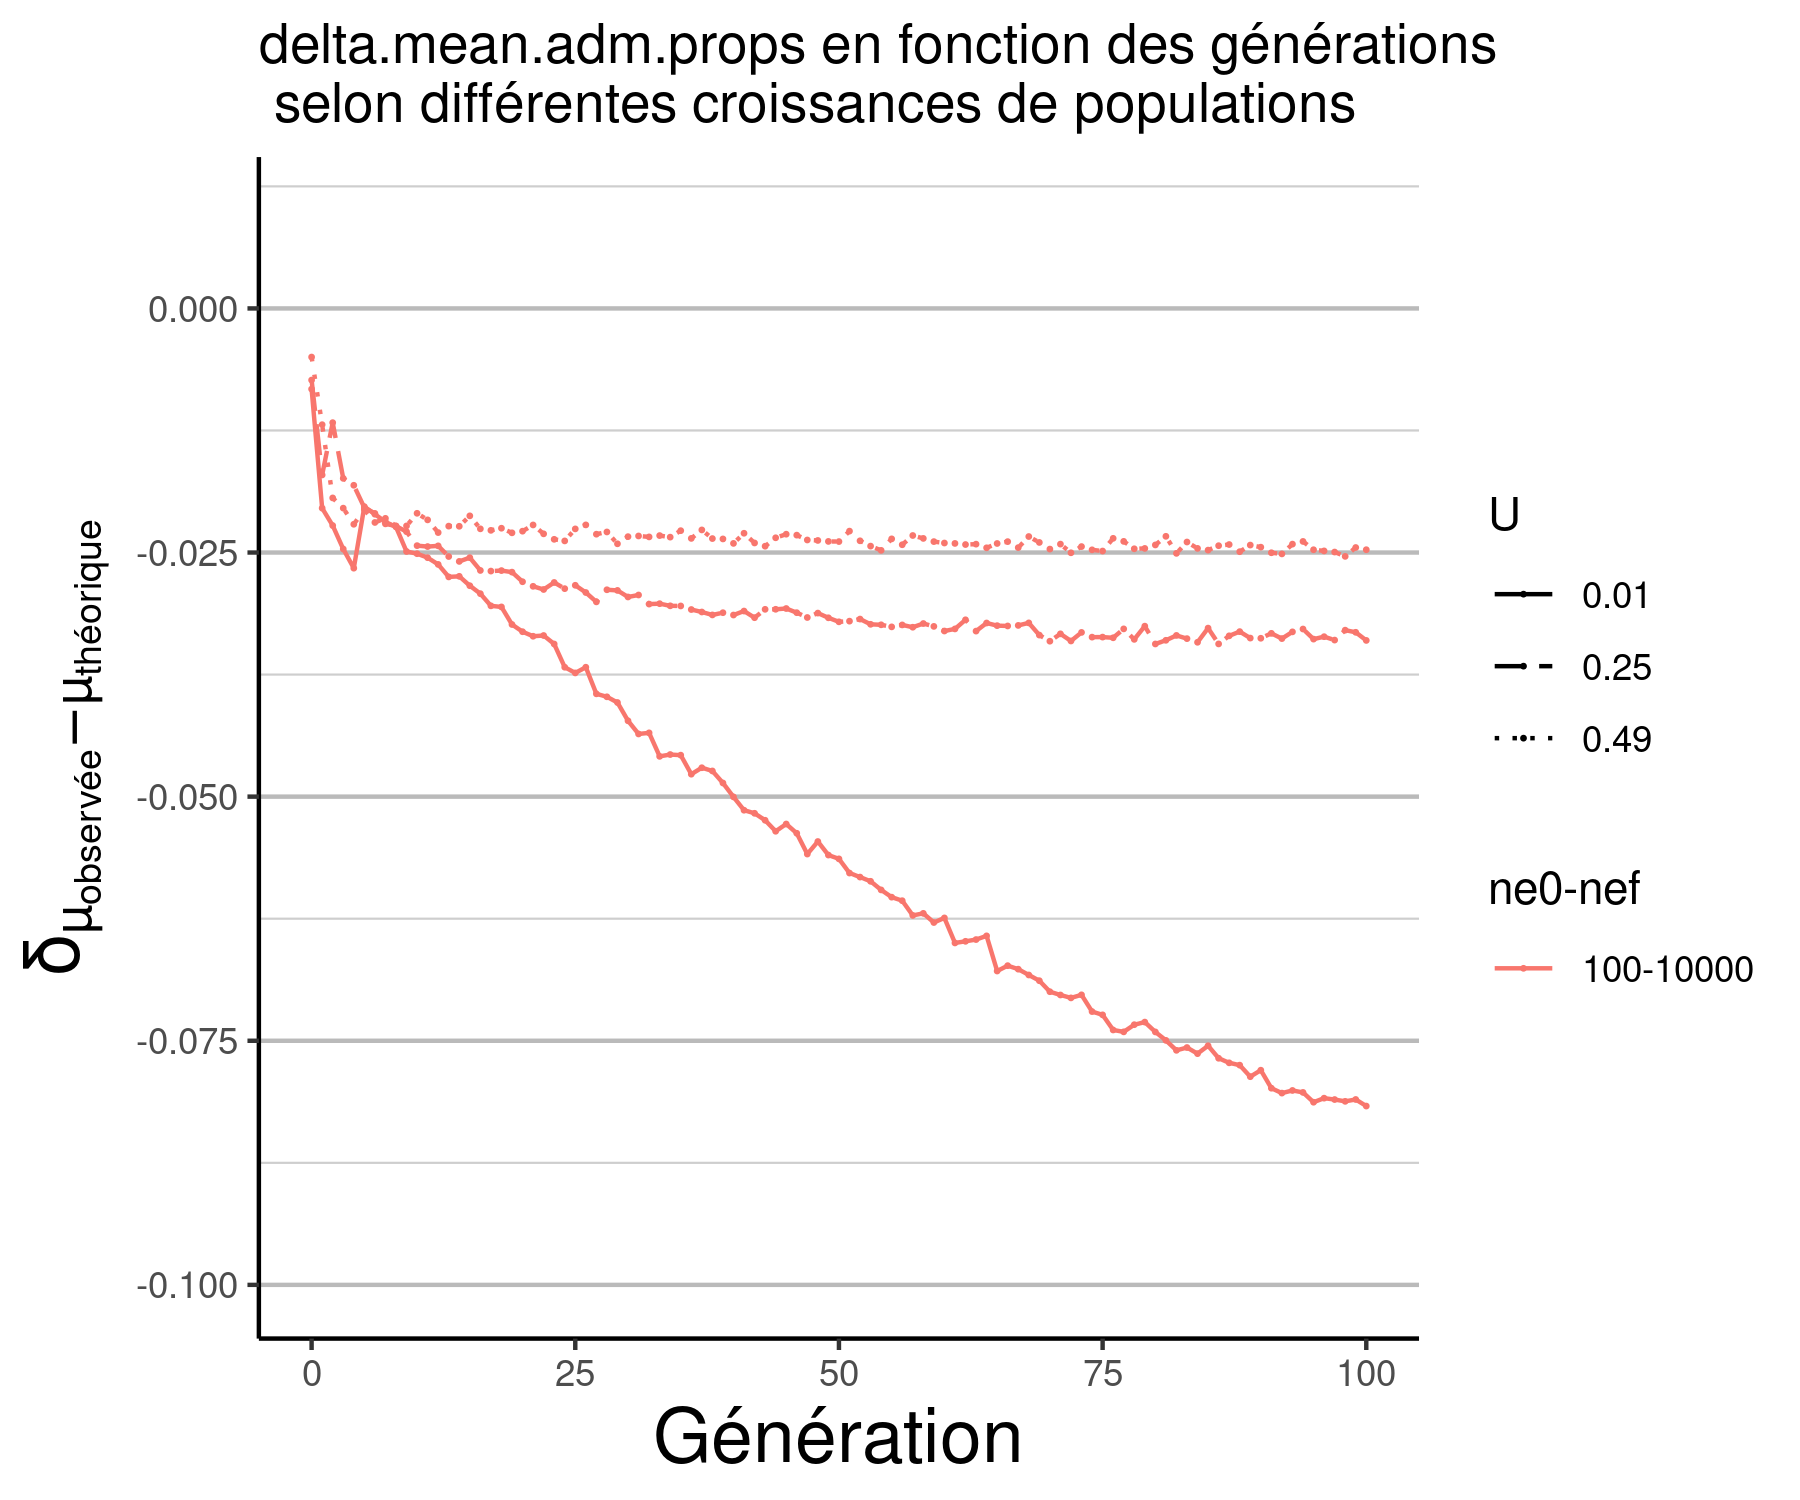 delta.mean.adm.props en fonction des générations
selon différentes croissances de populations
δμobservée−μthéorique
0.000
-0.025
-0.050
-0.075
-0.100
0 25 50 75 100
Génération
U
0.01
0.25
0.49
ne0-nef
100-10000